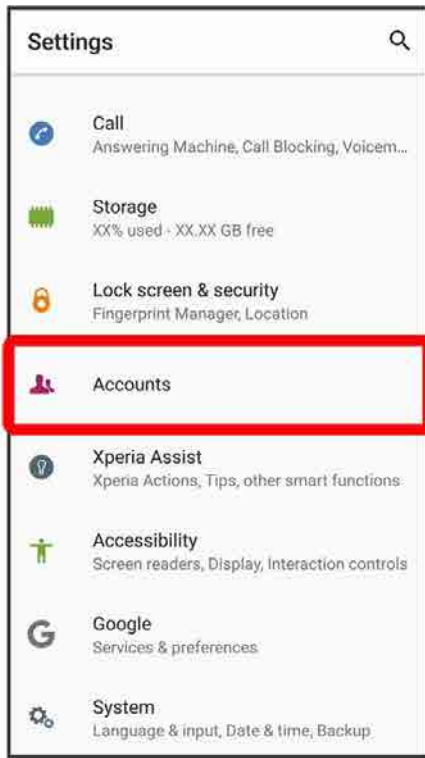 Settings
Call
Answering Machine, Call Blocking, Voicem...
Storage
XX% used - XX.XX GB free
Lock screen & security
Fingerprint Manager, Location
Accounts
Xperia Assist
Xperia Actions, Tips, other smart functions
Accessibility
Screen readers, Display, Interaction controls
Google
Services & preferences
System
Language & input, Date & time, Backup